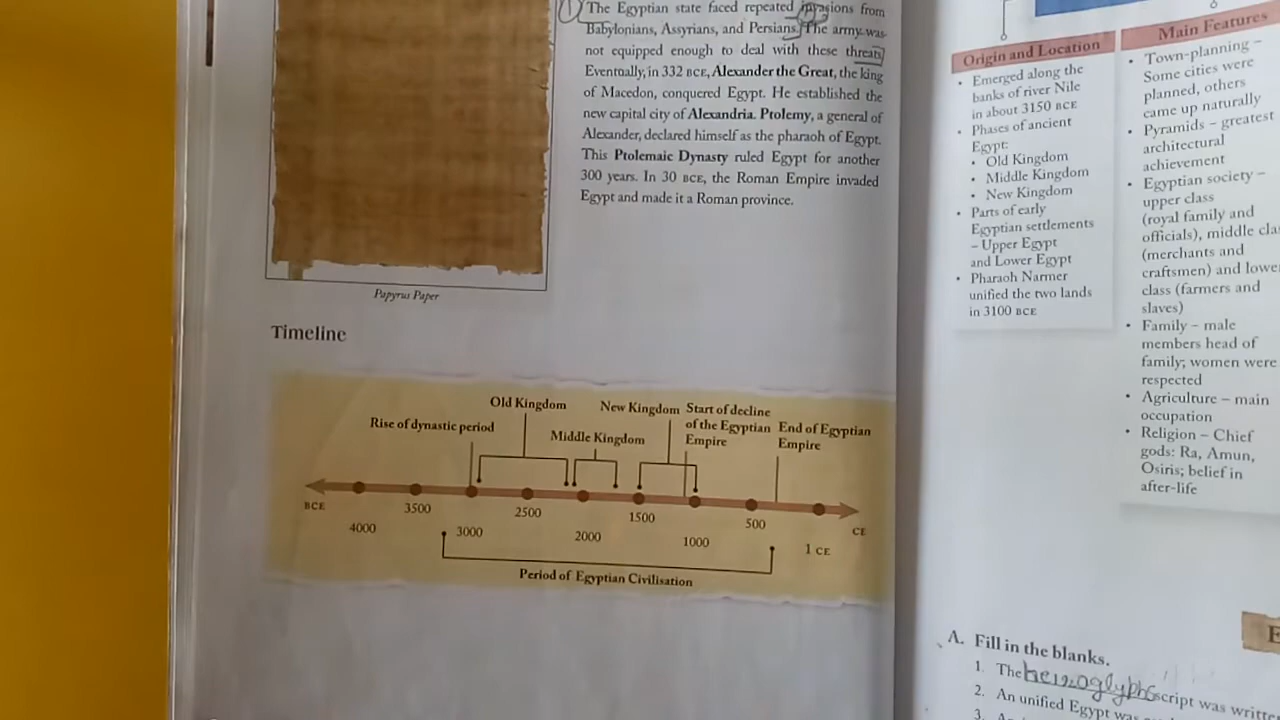 1 The Egyptian state faced repeated invasions from
Babylonians, Assyrians, and Persians. The army was
not equipped enough to deal with these threats.
Eventually, in 332 BCE, Alexander the Great, the king
of Macedon, conquered Egypt. He established the
new capital city of Alexandria. Ptolemy, a general of
Alexander, declared himself as the pharaoh of Egypt.
This Ptolemaic Dynasty ruled Egypt for another
300 years. In 30 BCE, the Roman Empire invaded
Egypt and made it a Roman province.
Papyrus Paper
Timeline
Old Kingdom
New Kingdom
Start of decline
of the Egyptian
Empire
Rise of dynastic period
Middle Kingdom
End of Egyptian
Empire
BCE
4000
3500
3000
2500
2000
1500
1000
500
1 CE
CE
Period of Egyptian Civilisation
Origin and Location
• Emerged along the
banks of river Nile
in about 3150 BCE
• Phases of ancient
Egypt:
• Old Kingdom
• Middle Kingdom
• New Kingdom
• Parts of early
Egyptian settlements
– Upper Egypt
and Lower Egypt
• Pharaoh Narmer
unified the two lands
in 3100 BCE
Main Features
• Town-planning –
Some cities were
planned, others
came up naturally
• Pyramids – greatest
architectural
achievement
• Egyptian society –
upper class
(royal family and
officials), middle cla
(merchants and
craftsmen) and lower
class (farmers and
slaves)
• Family – male
members head of
family; women were
respected
• Agriculture – main
occupation
• Religion – Chief
gods: Ra, Amun,
Osiris; belief in
after-life
A. Fill in the blanks.
1. The script was writte
2. An unified Egypt was
3.